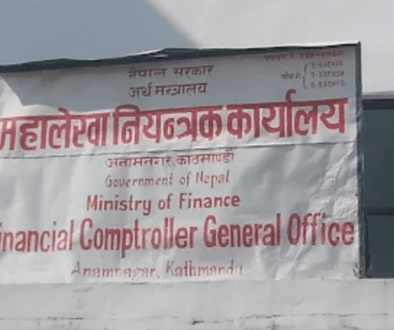 नेपाल सरकार
अर्थ मन्त्रालय
महालेखा नियन्त्रक कार्यालय
अनामनगर, काठमाण्डौ
Government of Nepal
Ministry of Finance
inancial Comptroller General Office
Anamnagar, Kathmandu